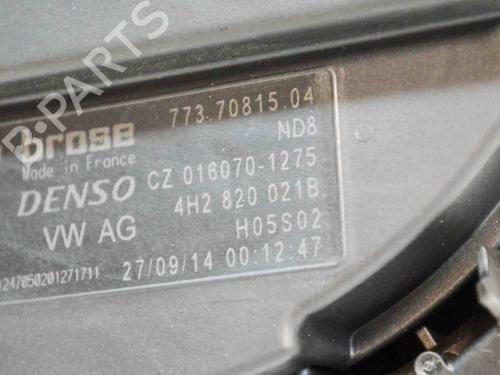 brose 773.70815.04
Made in France ND8
DENSO CZ 016070-1275
4H2 820 021B
VW AG H05S02
27/09/14 00:12:47
1247050201271711
B-PARTS